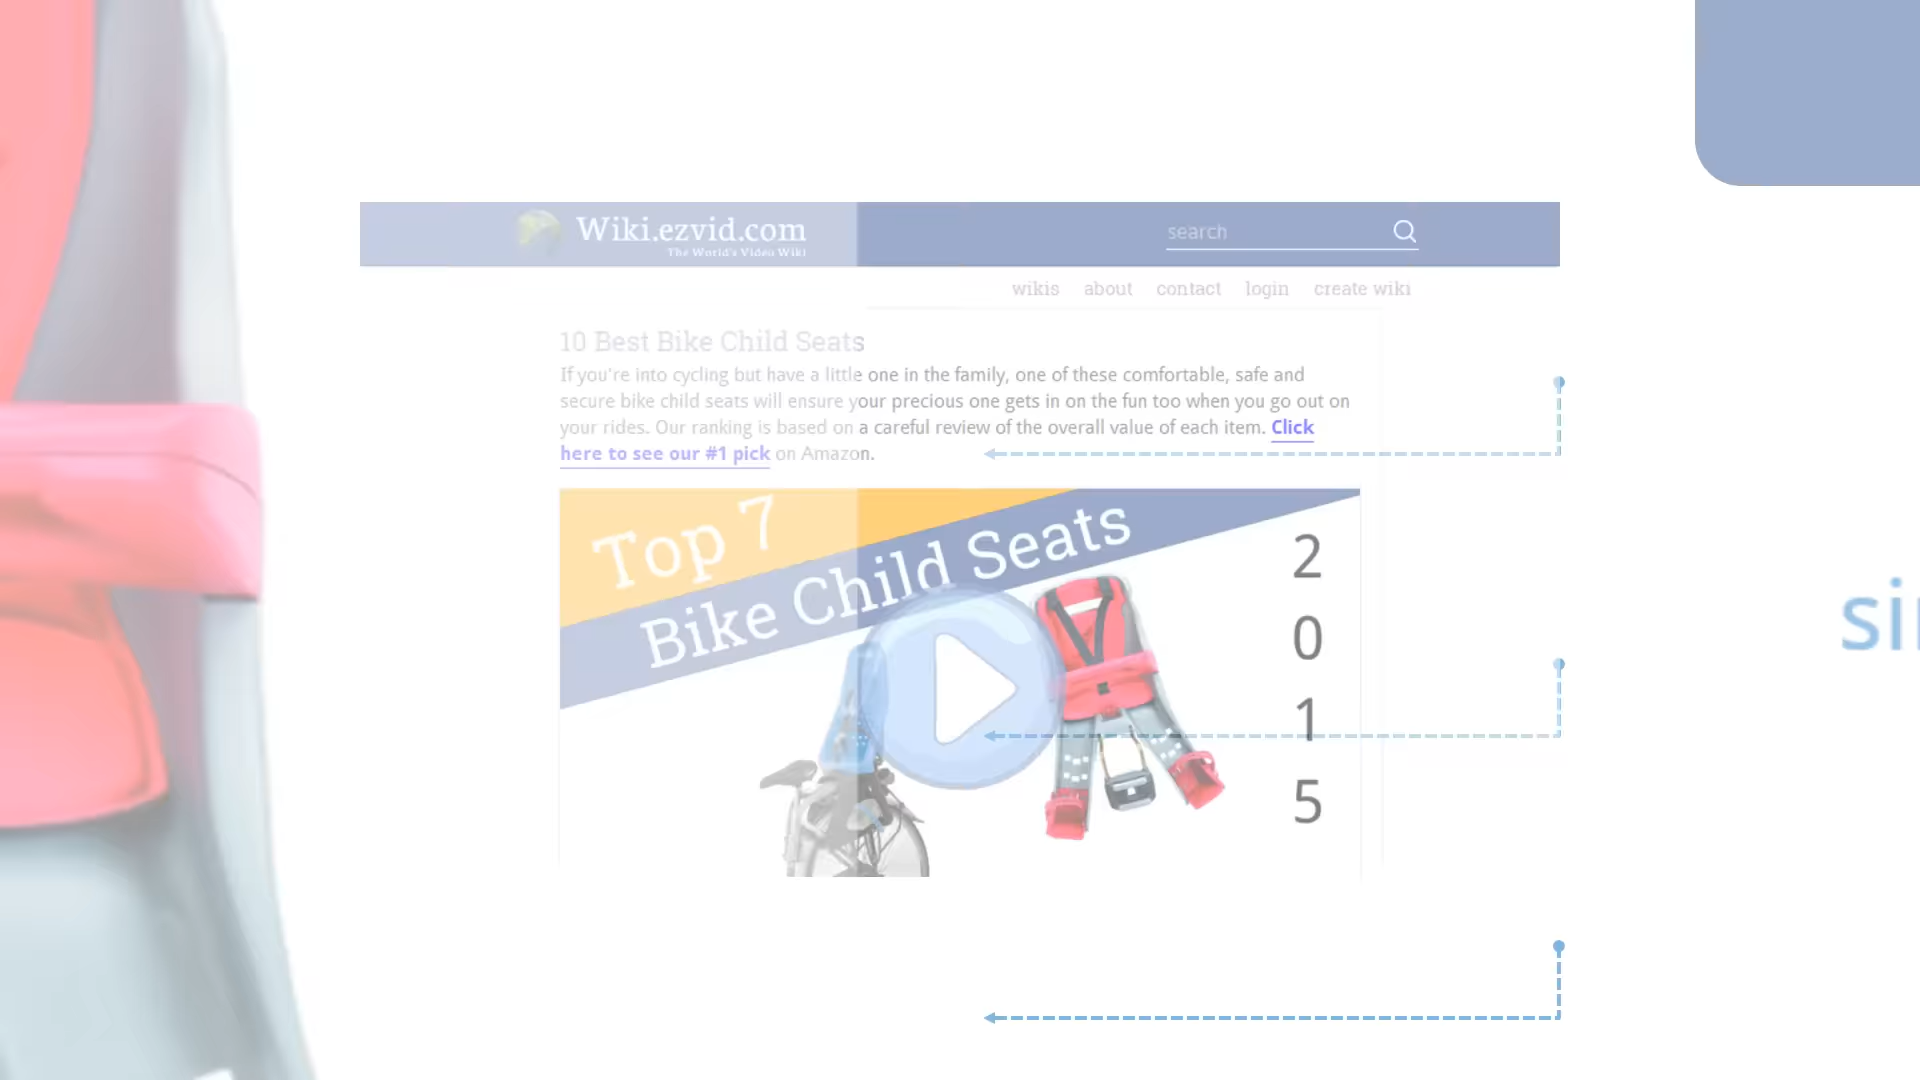 Wiki.ezvid.com
The World's Video Wiki
search
wikis about contact login create wiki
10 Best Bike Child Seats
If you're into cycling but have a little one in the family, one of these comfortable, safe and
secure bike child seats will ensure your precious one gets in on the fun too when you go out on
your rides. Our ranking is based on a careful review of the overall value of each item. Click
here to see our #1 pick on Amazon.
Top 7
Bike Child Seats
2
0
1
5